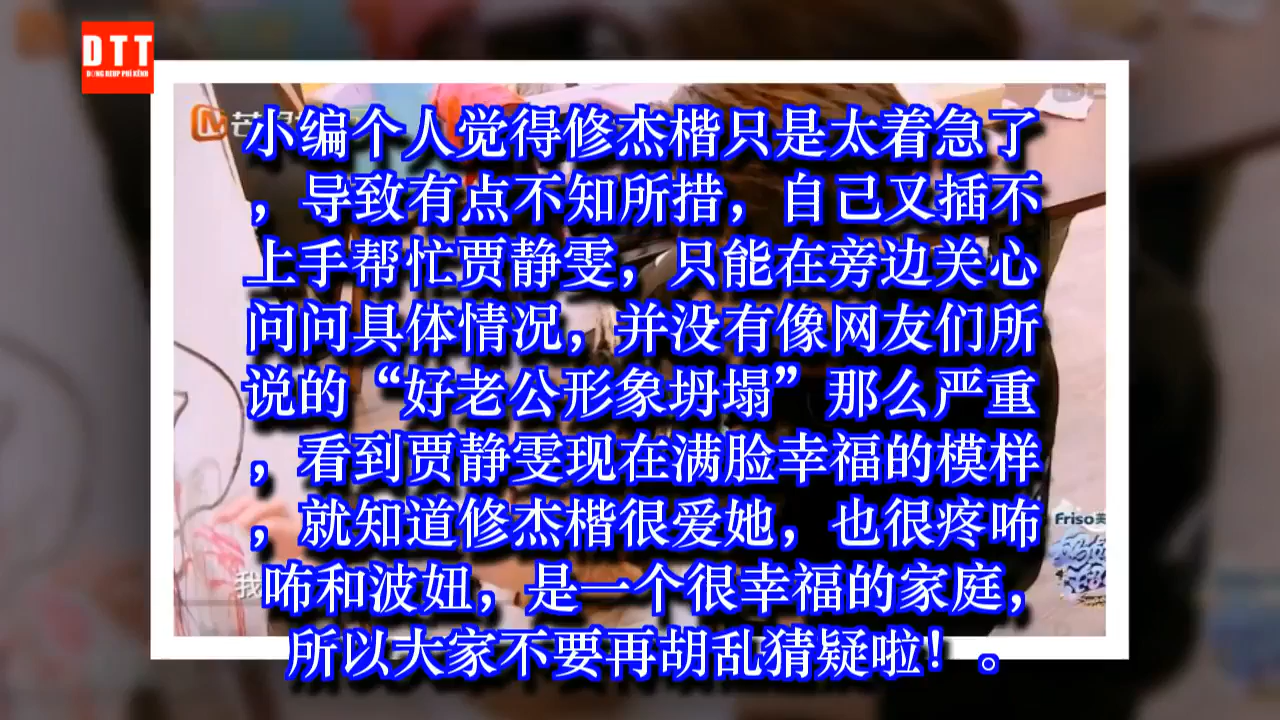 DTT
小编个人觉得修杰楷只是太着急了
，导致有点不知所措，自己又插不
上手帮忙贾静雯，只能在旁边关心
问问具体情况，并没有像网友们所
说的“好老公形象坍塌”那么严重
，看到贾静雯现在满脸幸福的模样
，就知道修杰楷很爱她，也很疼咘
咘和波妞，是一个很幸福的家庭，
所以大家不要再胡乱猜疑啦！。
Friso
我